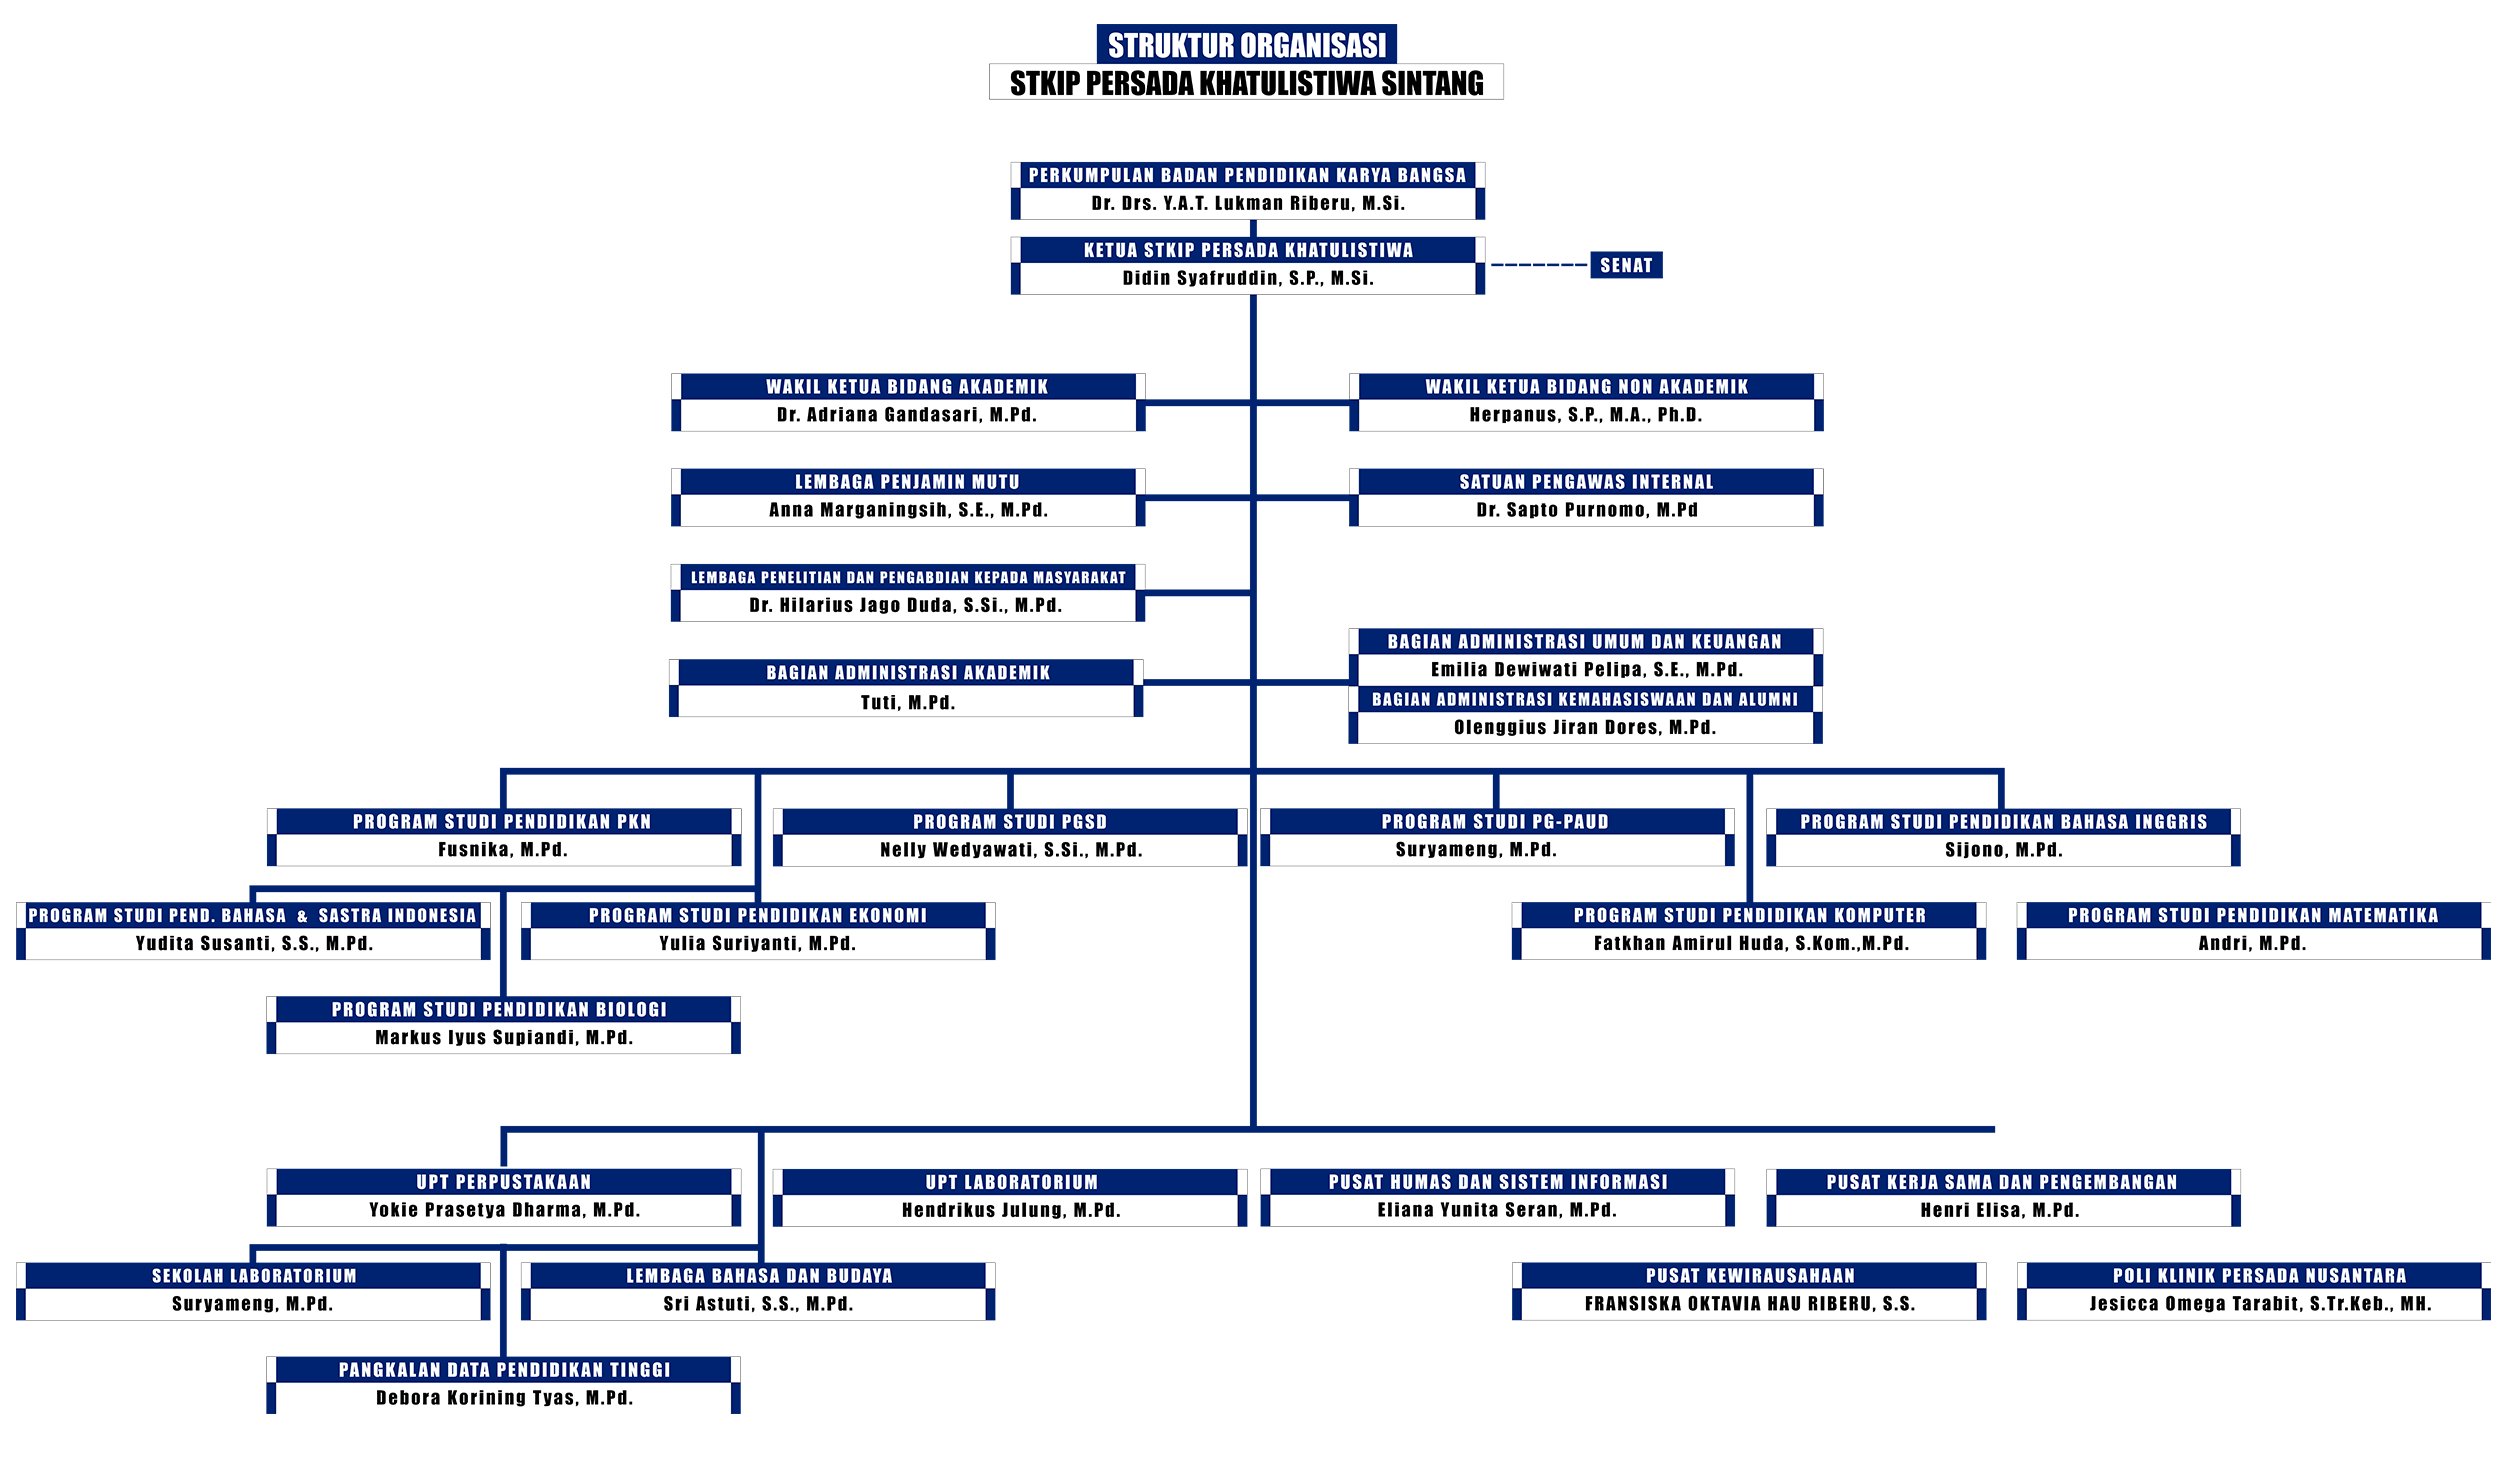 STRUKTUR ORGANISASI
STKIP PERSADA KHATULISTIWA SINTANG
PERKUMPULAN BADAN PENDIDIKAN KARYA BANGSA
Dr. Drs. Y.A.T. Lukman Riberu, M.Si.
KETUA STKIP PERSADA KHATULISTIWA
Didin Syafruddin, S.P., M.Si.
SENAT
WAKIL KETUA BIDANG AKADEMIK
Dr. Adriana Gandasari, M.Pd.
WAKIL KETUA BIDANG NON AKADEMIK
Herpanus, S.P., M.A., Ph.D.
LEMBAGA PENJAMIN MUTU
Anna Marganingsih, S.E., M.Pd.
SATUAN PENGAWAS INTERNAL
Dr. Sapto Purnomo, M.Pd
LEMBAGA PENELITIAN DAN PENGABDIAN KEPADA MASYARAKAT
Dr. Hilarius Jago Duda, S.Si., M.Pd.
BAGIAN ADMINISTRASI AKADEMIK
Tuti, M.Pd.
BAGIAN ADMINISTRASI UMUM DAN KEUANGAN
Emilia Dewiwati Pelipa, S.E., M.Pd.
BAGIAN ADMINISTRASI KEMAHASISWAAN DAN ALUMNI
Olenggius Jiran Dores, M.Pd.
PROGRAM STUDI PENDIDIKAN PKN
Fusnika, M.Pd.
PROGRAM STUDI PGSD
Nelly Wedyawati, S.Si., M.Pd.
PROGRAM STUDI PG-PAUD
Suryameng, M.Pd.
PROGRAM STUDI PENDIDIKAN BAHASA INGGRIS
Sijono, M.Pd.
PROGRAM STUDI PEND. BAHASA & SASTRA INDONESIA
Yudita Susanti, S.S., M.Pd.
PROGRAM STUDI PENDIDIKAN EKONOMI
Yulia Suriyanti, M.Pd.
PROGRAM STUDI PENDIDIKAN KOMPUTER
Fatkhan Amirul Huda, S.Kom.,M.Pd.
PROGRAM STUDI PENDIDIKAN MATEMATIKA
Andri, M.Pd.
PROGRAM STUDI PENDIDIKAN BIOLOGI
Markus Iyus Supiandi, M.Pd.
UPT PERPUSTAKAAN
Yokie Prasetya Dharma, M.Pd.
UPT LABORATORIUM
Hendrikus Julung, M.Pd.
PUSAT HUMAS DAN SISTEM INFORMASI
Eliana Yunita Seran, M.Pd.
PUSAT KERJA SAMA DAN PENGEMBANGAN
Henri Elisa, M.Pd.
SEKOLAH LABORATORIUM
Suryameng, M.Pd.
LEMBAGA BAHASA DAN BUDAYA
Sri Astuti, S.S., M.Pd.
PUSAT KEWIRAUSAHAAN
FRANSISKA OKTAVIA HAU RIBERU, S.S.
POLI KLINIK PERSADA NUSANTARA
Jesicca Omega Tarabit, S.Tr.Keb., MH.
PANGKALAN DATA PENDIDIKAN TINGGI
Debora Korining Tyas, M.Pd.